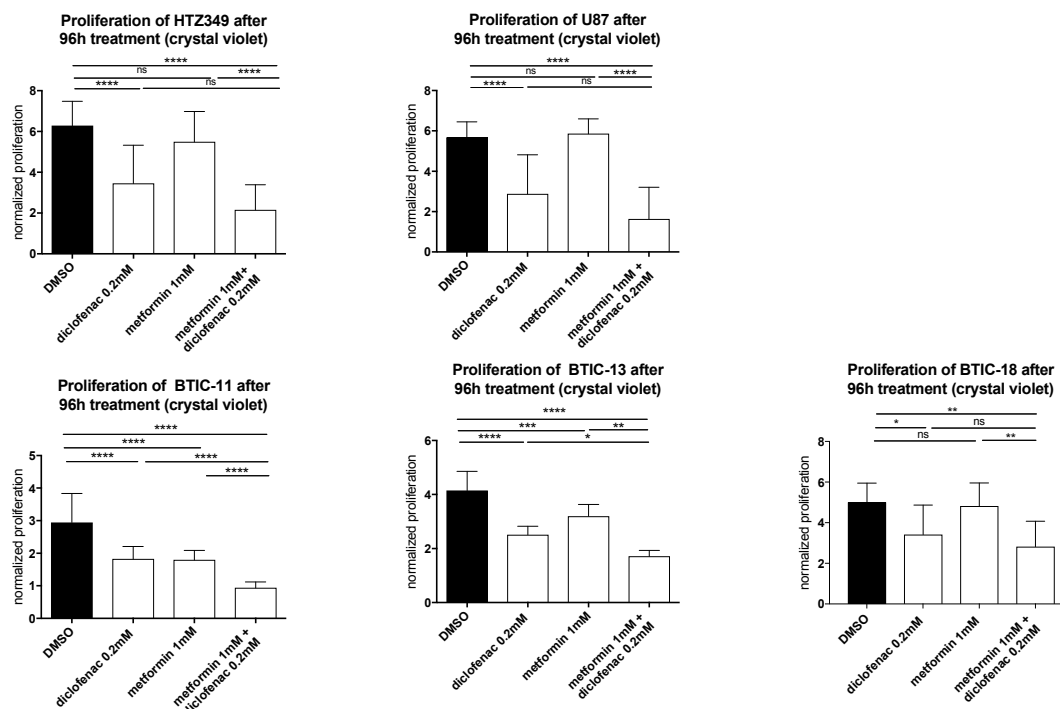 Proliferation of HTZ349 after
96h treatment (crystal violet)
****
ns
****
****
ns
normalized proliferation
8
6
4
2
0
DMSO
diclofenac 0.2mM
metformin 1mM
metformin 1mM+
diclofenac 0.2mM
Proliferation of U87 after
96h treatment (crystal violet)
****
ns
****
****
ns
normalized proliferation
8
6
4
2
0
DMSO
diclofenac 0.2mM
metformin 1mM
metformin 1mM +
diclofenac 0.2mM
Proliferation of BTIC-11 after
96h treatment (crystal violet)
****
****
****
****
****
normalized proliferation
5
4
3
2
1
0
DMSO
diclofenac 0.2mM
metformin 1mM
metformin 1mM +
diclofenac 0.2mM
Proliferation of BTIC-13 after
96h treatment (crystal violet)
****
***
**
****
*
normalized proliferation
6
4
2
0
DMSO
diclofenac 0.2mM
metformin 1mM
metformin 1mM +
diclofenac 0.2mM
Proliferation of BTIC-18 after
96h treatment (crystal violet)
**
*
ns
ns
**
normalized proliferation
8
6
4
2
0
DMSO
diclofenac 0.2mM
metformin 1mM
metformin 1mM +
diclofenac 0.2mM